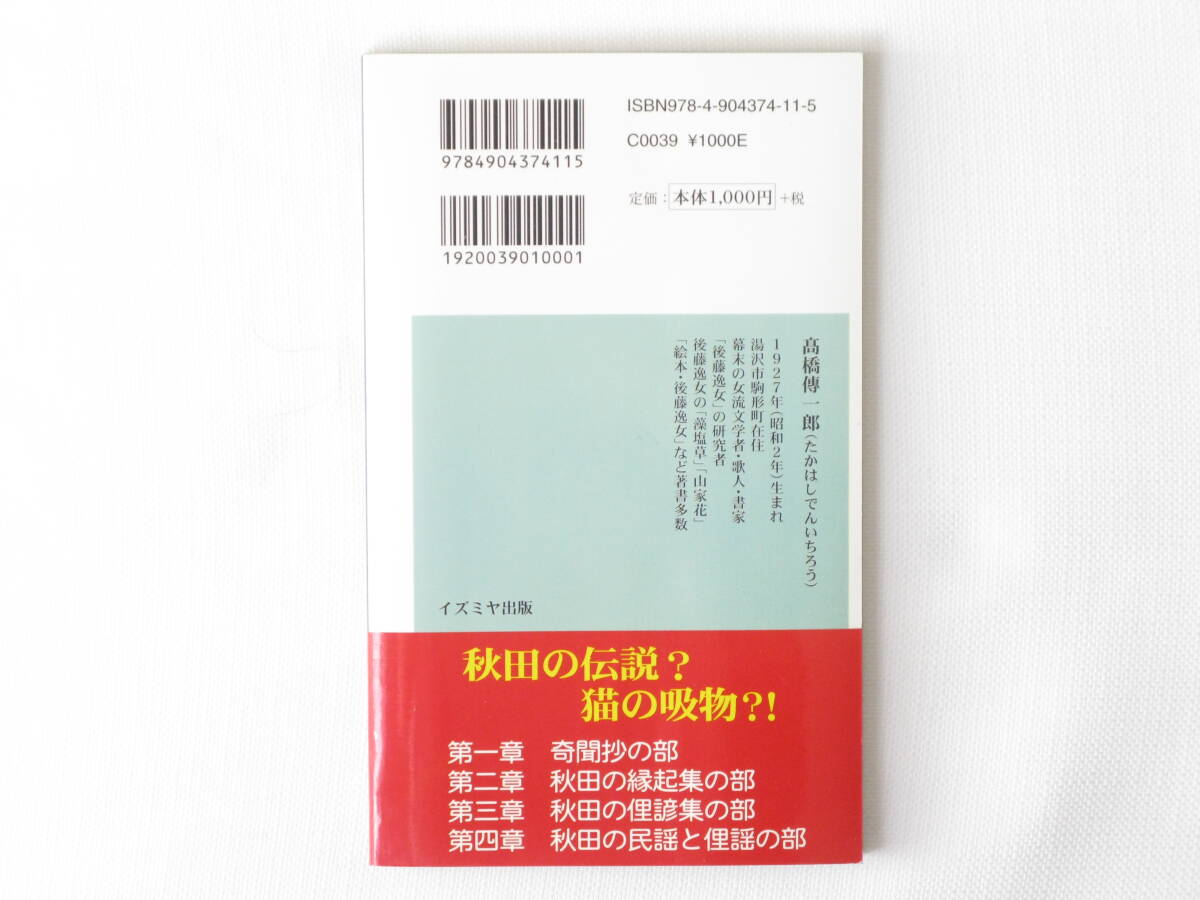 ISBN978-4-904374-11-5
C0039 ¥1000E
9784904374115
定価：本体1,000円+税
1920039010001
髙橋傳一郎(たかはしでんいちろう)
1927年(昭和2年)生まれ
湯沢市駒形町在住
幕末の女流文学者・歌人・書家
「後藤逸女」の研究者
後藤逸女の「藻塩草」「山家花」
「絵本・後藤逸女」など著書多数
イズミヤ出版
秋田の伝説？
猫の吸物?!
第一章　奇聞抄の部
第二章　秋田の縁起集の部
第三章　秋田の俚諺集の部
第四章　秋田の民謡と俚謡の部